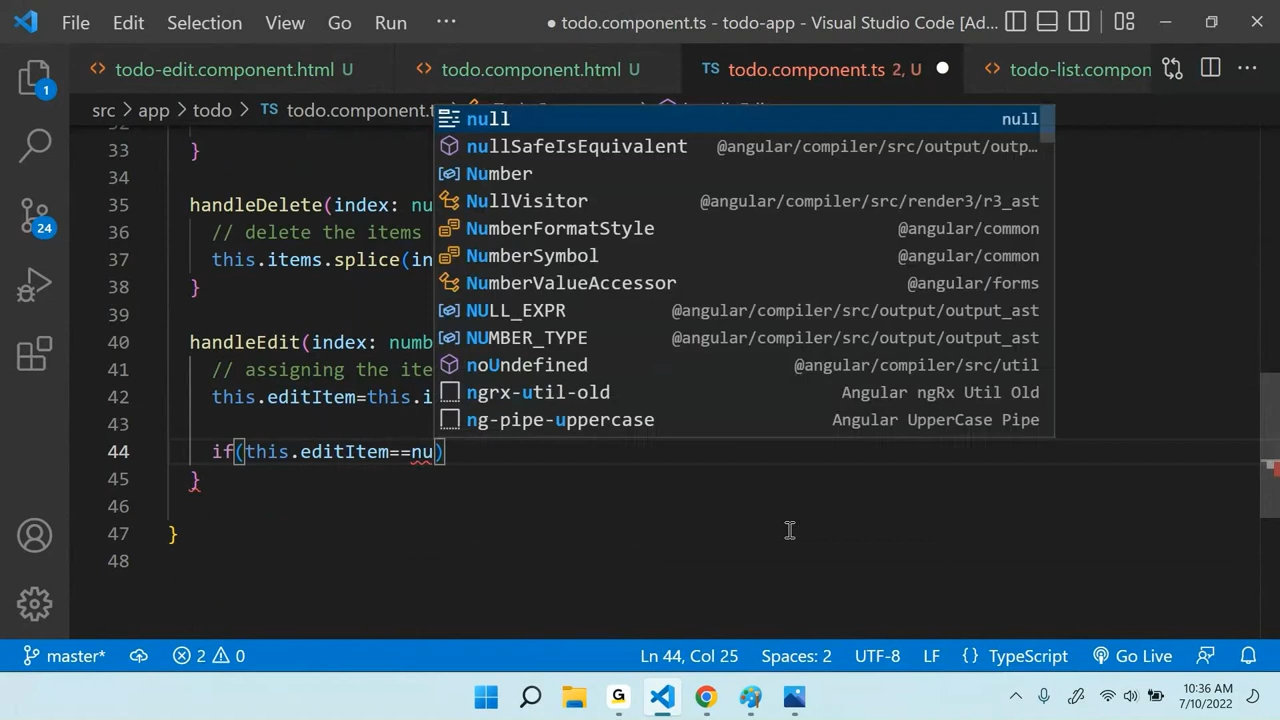 File Edit Selection View Go Run ··· ● todo.component.ts - todo-app - Visual Studio Code [Ad...
todo-edit.component.html U todo.component.html U TS todo.component.ts 2, U ● todo-list.compon ···
src > app > todo > TS todo.component.t
null null
nullSafeIsEquivalent @angular/compiler/src/output/outp…
Number
NullVisitor @angular/compiler/src/render3/r3_ast
NumberFormatStyle @angular/common
NumberSymbol @angular/common
NumberValueAccessor @angular/forms
NULL_EXPR @angular/compiler/src/output/output_ast
NUMBER_TYPE @angular/compiler/src/output/output_ast
noUndefined @angular/compiler/src/util
ngrx-util-old Angular ngRx Util Old
ng-pipe-uppercase Angular UpperCase Pipe
33 }
34
35 handleDelete(index: nu
36 // delete the items
37 this.items.splice(in
38 }
39
40 handleEdit(index: numb
41 // assigning the ite
42 this.editItem=this.i
43
44 if(this.editItem==nu)
45 }
46
47 }
48
1
24
master* 2 0 Ln 44, Col 25 Spaces: 2 UTF-8 LF {} TypeScript Go Live
G
10:36 AM
7/10/2022